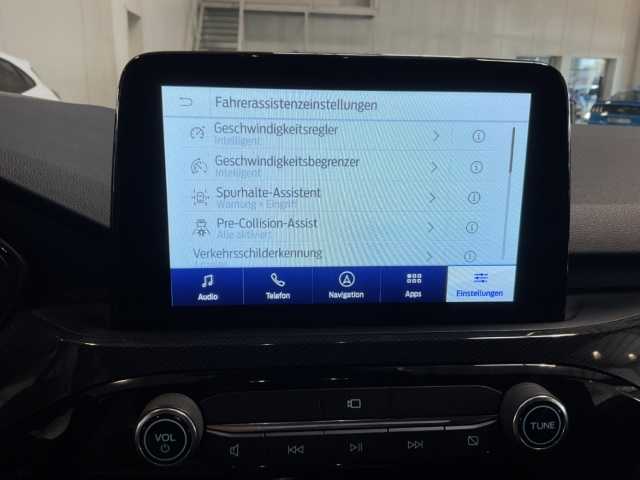 Fahrerassistenzeinstellungen
Geschwindigkeitsregler
Intelligent
Geschwindigkeitsbegrenzer
Intelligent
Spurhalte-Assistent
Warnung + Eingriff
Pre-Collision-Assist
Alle aktiviert
Verkehrsschilderkennung
Audio
Telefon
Navigation
Apps
Einstellungen
VOL
TUNE